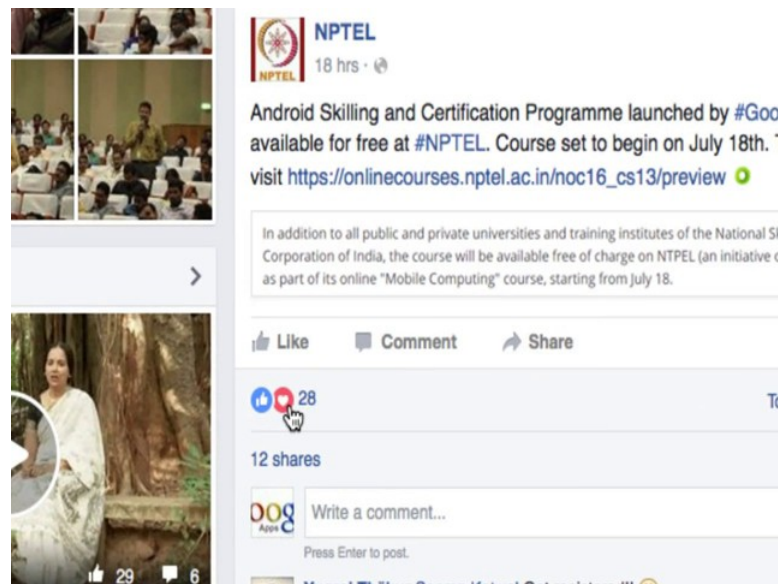 NPTEL
NPTEL
18 hrs ·
Android Skilling and Certification Programme launched by #Goo
available for free at #NPTEL. Course set to begin on July 18th.
visit https://onlinecourses.nptel.ac.in/noc16_cs13/preview
In addition to all public and private universities and training institutes of the National
Corporation of India, the course will be available free of charge on NTPEL (an initiative
as part of its online "Mobile Computing" course, starting from July 18.
Like Comment Share
28
12 shares
oog
Apps
Write a comment...
Press Enter to post.
29 6